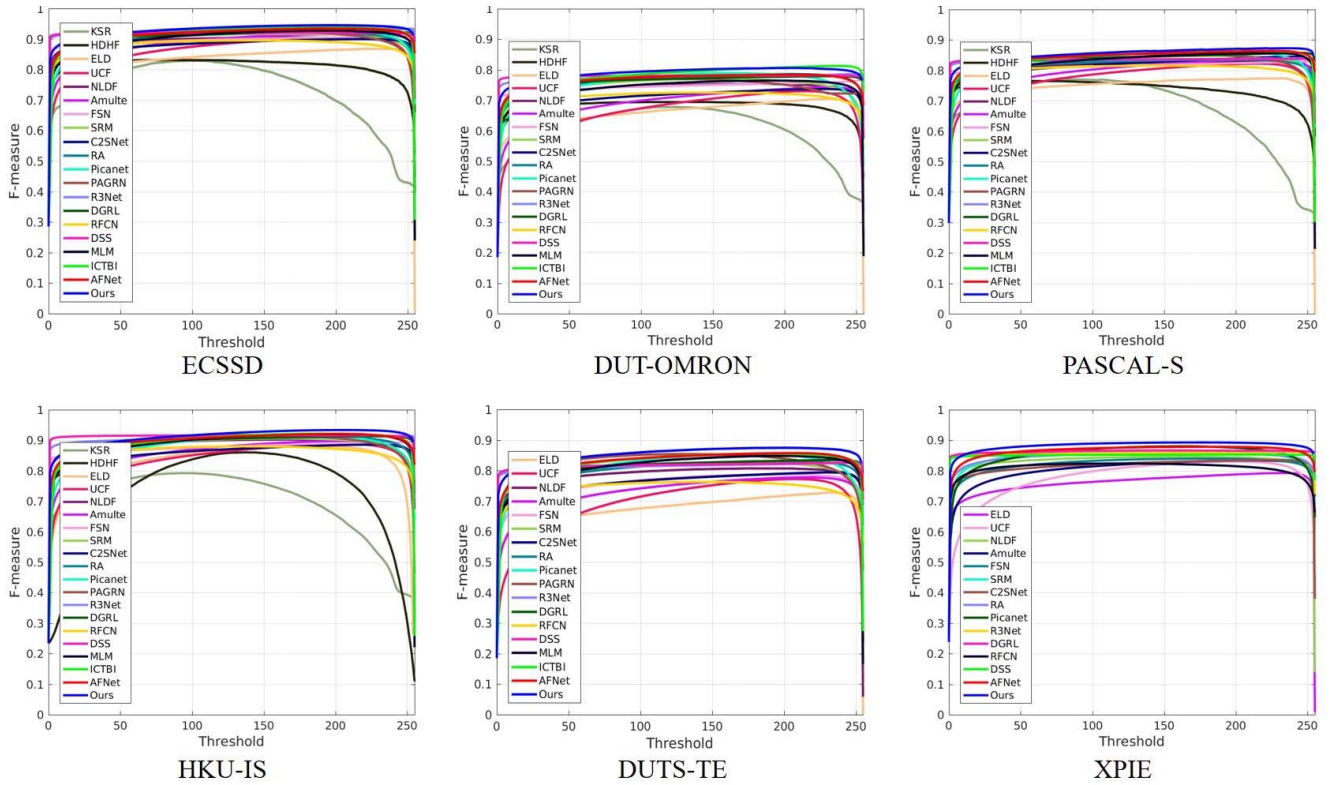 F-measure
1
0.9
0.8
0.7
0.6
0.5
0.4
0.3
0.2
0.1
0
KSR
HDHF
ELD
UCF
NLDF
Amulte
FSN
SRM
C2SNet
RA
Picanet
PAGRN
R3Net
DGRL
RFCN
DSS
MLM
ICTBI
AFNet
Ours
0 50 100 150 200 250
Threshold
ECSSD
F-measure
1
0.9
0.8
0.7
0.6
0.5
0.4
0.3
0.2
0.1
0
KSR
HDHF
ELD
UCF
NLDF
Amulte
FSN
SRM
C2SNet
RA
Picanet
PAGRN
R3Net
DGRL
RFCN
DSS
MLM
ICTBI
AFNet
Ours
0 50 100 150 200 250
Threshold
DUT-OMRON
F-measure
1
0.9
0.8
0.7
0.6
0.5
0.4
0.3
0.2
0.1
0
KSR
HDHF
ELD
UCF
NLDF
Amulte
FSN
SRM
C2SNet
RA
Picanet
PAGRN
R3Net
DGRL
RFCN
DSS
MLM
ICTBI
AFNet
Ours
0 50 100 150 200 250
Threshold
PASCAL-S
F-measure
1
0.9
0.8
0.7
0.6
0.5
0.4
0.3
0.2
0.1
0
KSR
HDHF
ELD
UCF
NLDF
Amulte
FSN
SRM
C2SNet
RA
Picanet
PAGRN
R3Net
DGRL
RFCN
DSS
MLM
ICTBI
AFNet
Ours
0 50 100 150 200 250
Threshold
HKU-IS
F-measure
1
0.9
0.8
0.7
0.6
0.5
0.4
0.3
0.2
0.1
0
ELD
UCF
NLDF
Amulte
FSN
SRM
C2SNet
RA
Picanet
PAGRN
R3Net
DGRL
RFCN
DSS
MLM
ICTBI
AFNet
Ours
0 50 100 150 200 250
Threshold
DUTS-TE
F-measure
1
0.9
0.8
0.7
0.6
0.5
0.4
0.3
0.2
0.1
0
ELD
UCF
NLDF
Amulte
FSN
SRM
C2SNet
RA
Picanet
R3Net
DGRL
RFCN
DSS
AFNet
Ours
0 50 100 150 200 250
Threshold
XPIE